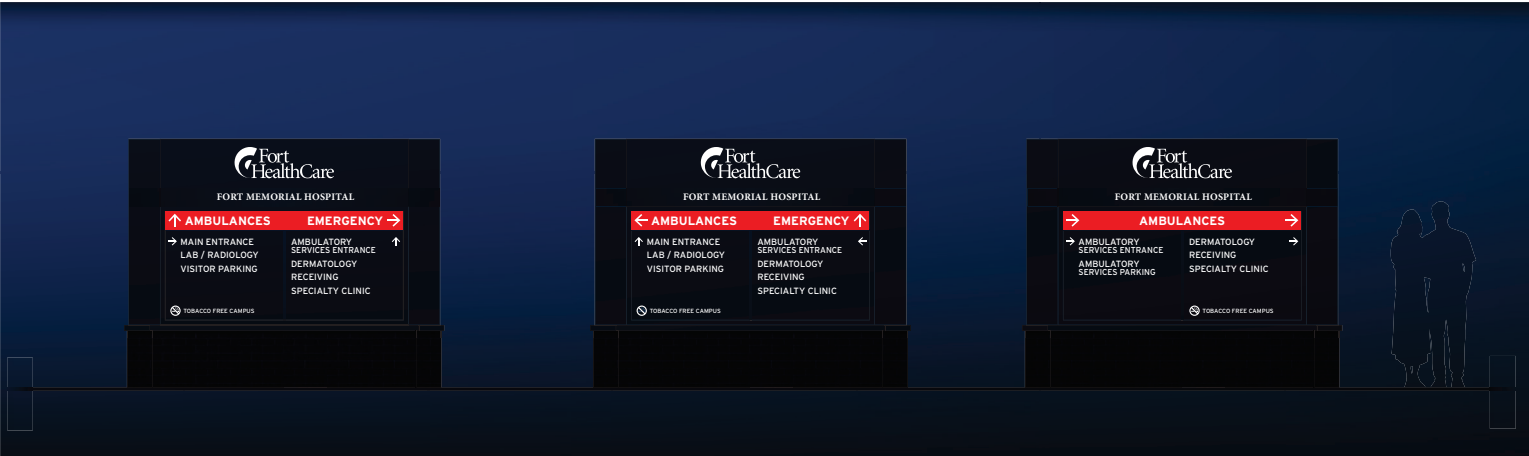 Fort
HealthCare
FORT MEMORIAL HOSPITAL
↑ AMBULANCES EMERGENCY →
→ MAIN ENTRANCE
LAB / RADIOLOGY
VISITOR PARKING
AMBULATORY ↑
SERVICES ENTRANCE
DERMATOLOGY
RECEIVING
SPECIALTY CLINIC
TOBACCO FREE CAMPUS
Fort
HealthCare
FORT MEMORIAL HOSPITAL
← AMBULANCES EMERGENCY ↑
↑ MAIN ENTRANCE
LAB / RADIOLOGY
VISITOR PARKING
AMBULATORY ←
SERVICES ENTRANCE
DERMATOLOGY
RECEIVING
SPECIALTY CLINIC
TOBACCO FREE CAMPUS
Fort
HealthCare
FORT MEMORIAL HOSPITAL
→ AMBULANCES →
→ AMBULATORY
SERVICES ENTRANCE
AMBULATORY
SERVICES PARKING
DERMATOLOGY →
RECEIVING
SPECIALTY CLINIC
TOBACCO FREE CAMPUS